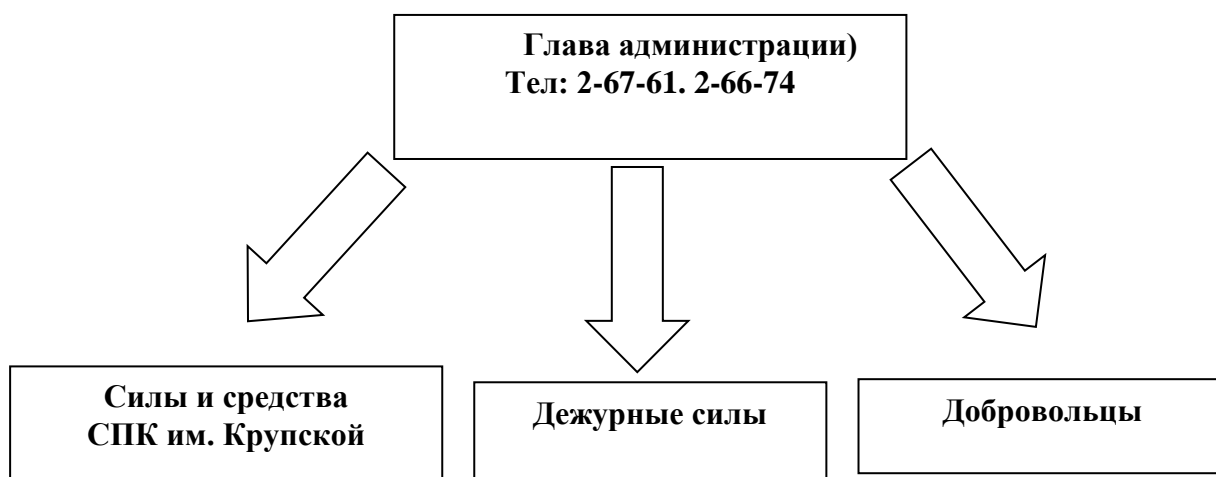 Глава администрации)
Тел: 2-67-61. 2-66-74
Силы и средства
СПК им. Крупской
Дежурные силы
Добровольцы